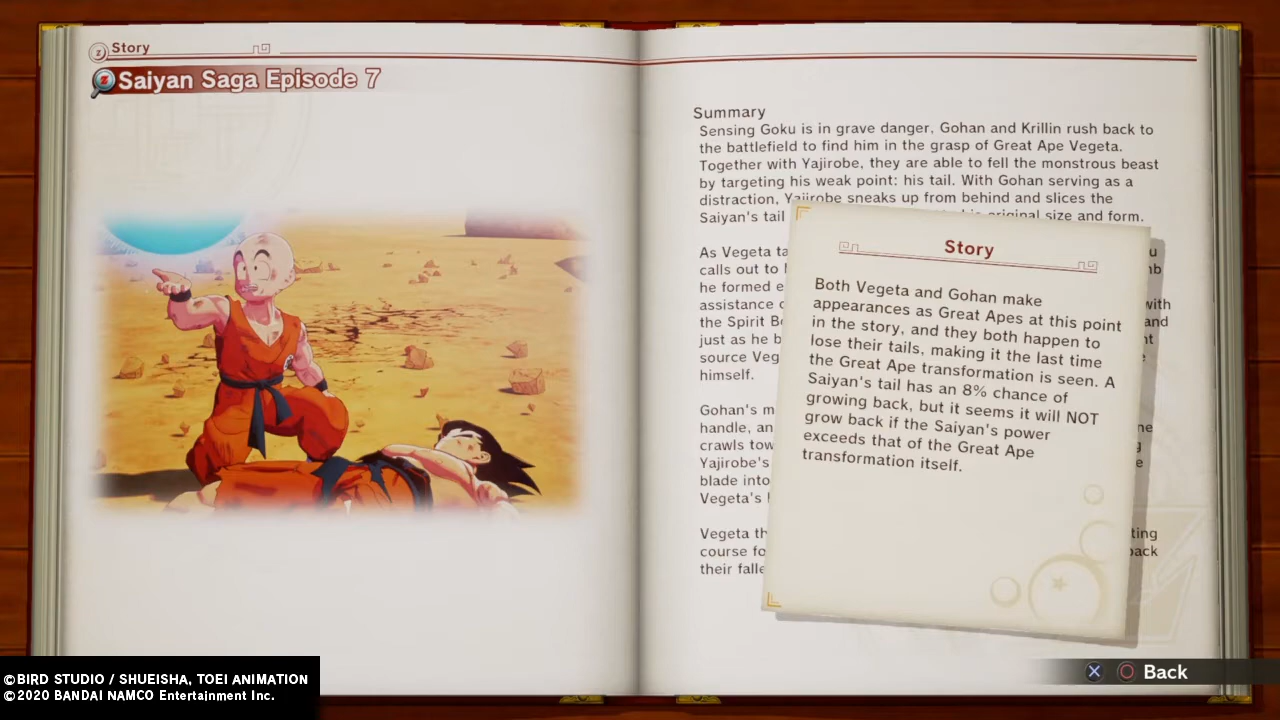 Story
Saiyan Saga Episode 7
Summary
Sensing Goku is in grave danger, Gohan and Krillin rush back to
the battlefield to find him in the grasp of Great Ape Vegeta.
Together with Yajirobe, they are able to fell the monstrous beast
by targeting his weak point: his tail. With Gohan serving as a
distraction, Yajirobe sneaks up from behind and slices the
Saiyan's tail original size and form.
As Vegeta
calls out to
he formed
assistance with
the Spirit and
just as he
source
himself.
Gohan's
handle,
crawls
Yajirobe's
blade into
Vegeta's
Vegeta
course
their
Story
Both Vegeta and Gohan make
appearances as Great Apes at this point
in the story, and they both happen to
lose their tails, making it the last time
the Great Ape transformation is seen. A
Saiyan's tail has an 8% chance of
growing back, but it seems it will NOT
grow back if the Saiyan's power
exceeds that of the Great Ape
transformation itself.
Back
©BIRD STUDIO / SHUEISHA, TOEI ANIMATION
©2020 BANDAI NAMCO Entertainment Inc.